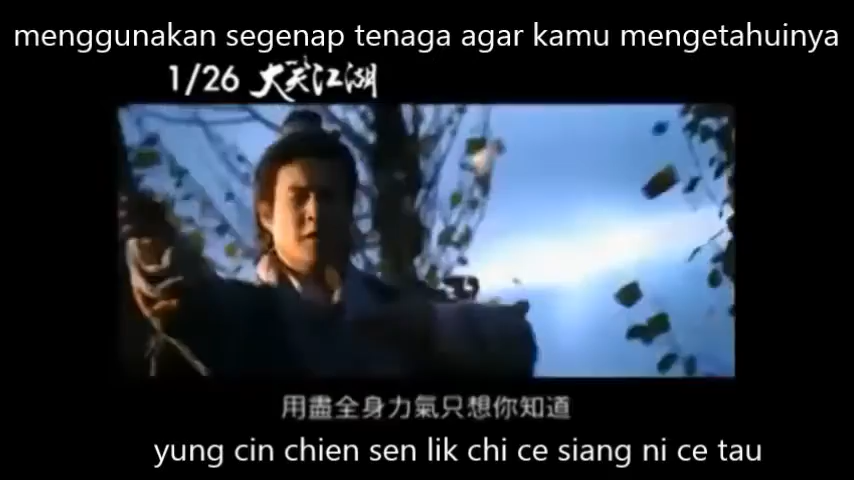 menggunakan segenap tenaga agar kamu mengetahuinya
1/26 大笑江湖
用盡全身力氣只想你知道
yung cin chien sen lik chi ce siang ni ce tau